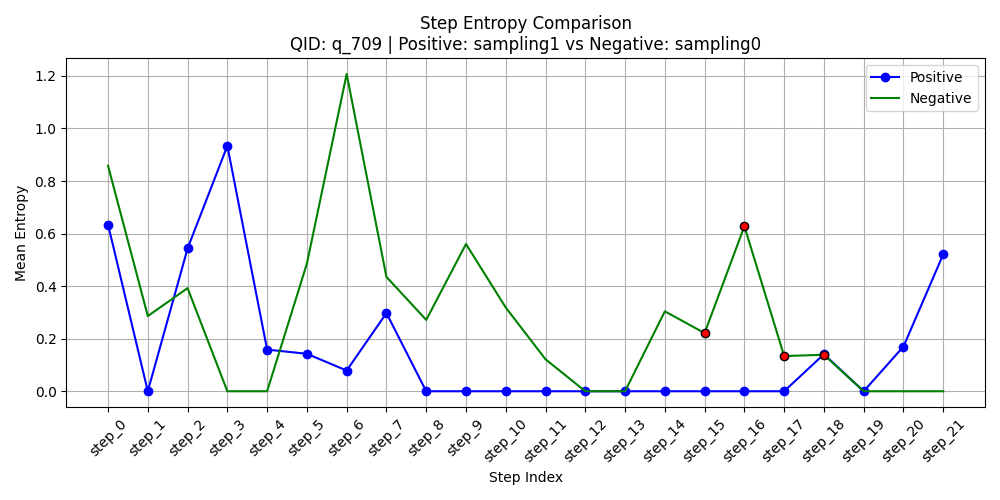 Step Entropy Comparison
QID: q_709 | Positive: sampling1 vs Negative: sampling0
Positive
Negative
Mean Entropy
1.2
1.0
0.8
0.6
0.4
0.2
0.0
step_0
step_1
step_2
step_3
step_4
step_5
step_6
step_7
step_8
step_9
step_10
step_11
step_12
step_13
step_14
step_15
step_16
step_17
step_18
step_19
step_20
step_21
Step Index